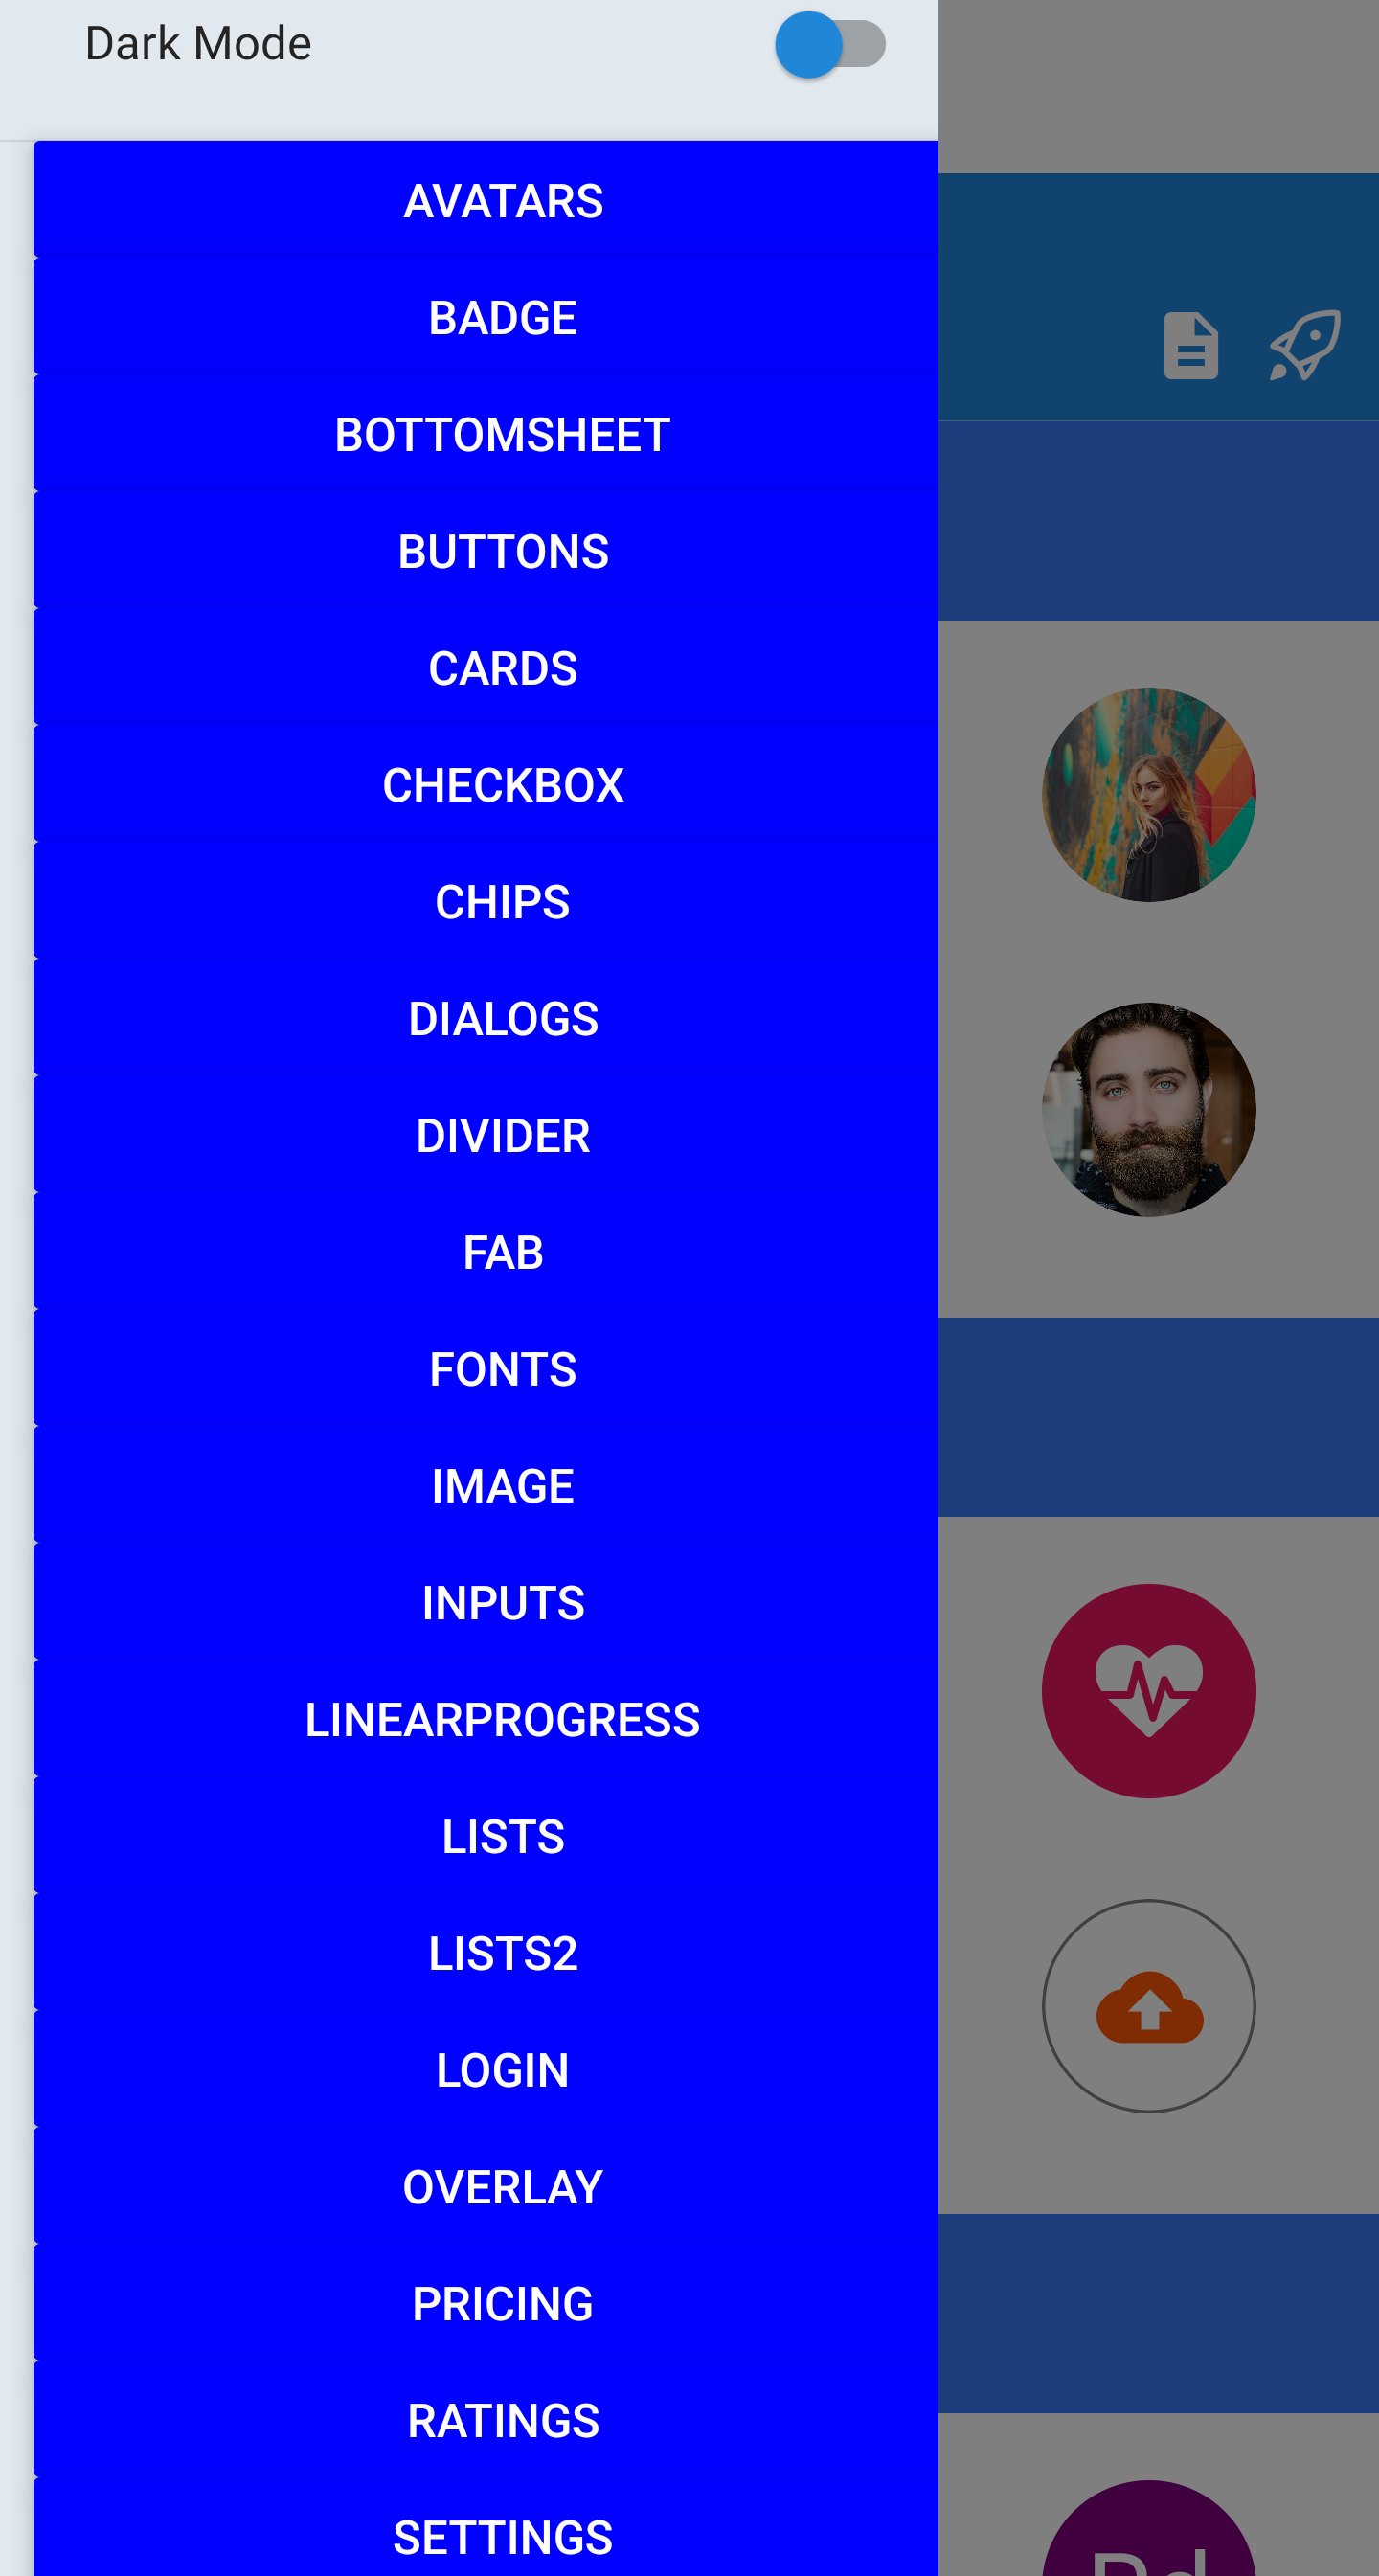 Dark Mode
AVATARS
BADGE
BOTTOMSHEET
BUTTONS
CARDS
CHECKBOX
CHIPS
DIALOGS
DIVIDER
FAB
FONTS
IMAGE
INPUTS
LINEARPROGRESS
LISTS
LISTS2
LOGIN
OVERLAY
PRICING
RATINGS
SETTINGS
Rd